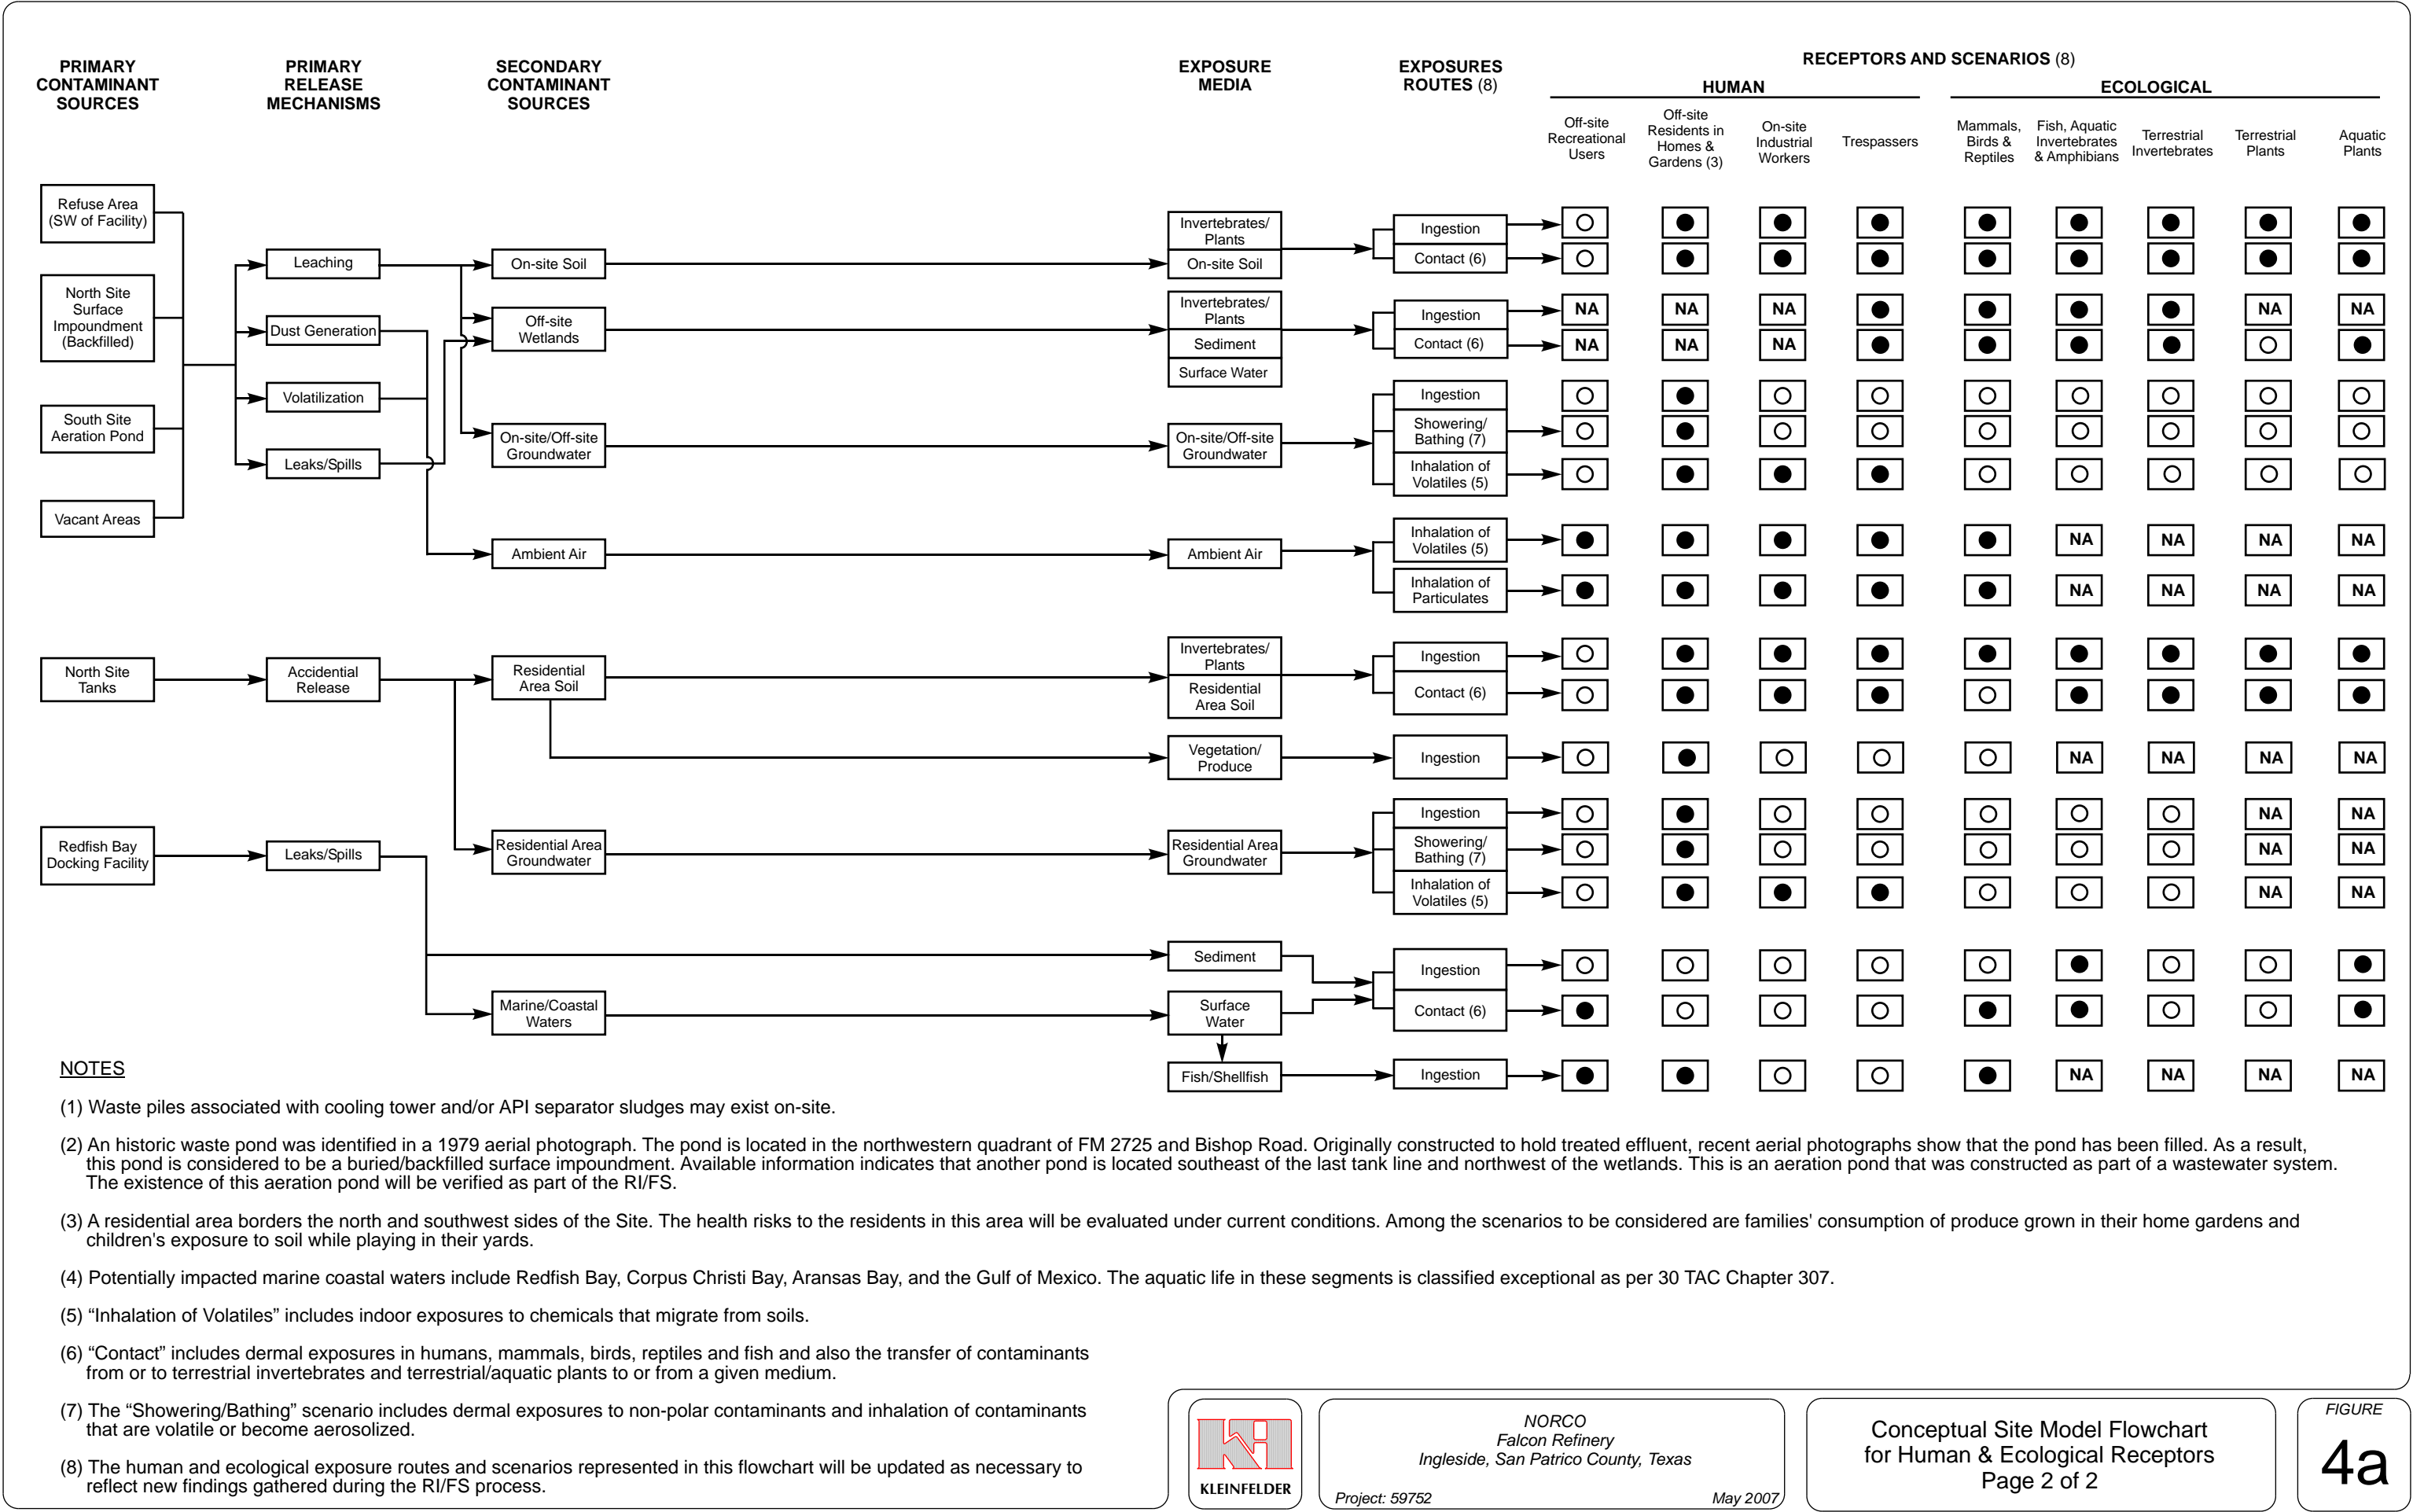 PRIMARY
CONTAMINANT
SOURCES
PRIMARY
RELEASE
MECHANISMS
SECONDARY
CONTAMINANT
SOURCES
EXPOSURE
MEDIA
EXPOSURES
ROUTES (8)
RECEPTORS AND SCENARIOS (8)
HUMAN
ECOLOGICAL
Off-site
Recreational
Users
Off-site
Residents in
Homes &
Gardens (3)
On-site
Industrial
Workers
Trespassers
Mammals,
Birds &
Reptiles
Fish, Aquatic
Invertebrates
& Amphibians
Terrestrial
Invertebrates
Terrestrial
Plants
Aquatic
Plants
Refuse Area
(SW of Facility)
North Site
Surface
Impoundment
(Backfilled)
South Site
Aeration Pond
Vacant Areas
Leaching
Dust Generation
Volatilization
Leaks/Spills
On-site Soil
Off-site
Wetlands
On-site/Off-site
Groundwater
Ambient Air
Invertebrates/
Plants
On-site Soil
Ingestion
Contact (6)
Invertebrates/
Plants
Sediment
Surface Water
Ingestion
NA NA NA NA NA
Contact (6)
NA NA NA
On-site/Off-site
Groundwater
Ingestion
Showering/
Bathing (7)
Inhalation of
Volatiles (5)
Ambient Air
Inhalation of
Volatiles (5)
NA NA NA NA
Inhalation of
Particulates
NA NA NA NA
North Site
Tanks
Accidential
Release
Residential
Area Soil
Invertebrates/
Plants
Residential
Area Soil
Ingestion
Contact (6)
Vegetation/
Produce
Ingestion
NA NA NA NA
Redfish Bay
Docking Facility
Leaks/Spills
Residential Area
Groundwater
Residential Area
Groundwater
Ingestion
NA NA
Showering/
Bathing (7)
NA NA
Inhalation of
Volatiles (5)
NA NA
Marine/Coastal
Waters
Sediment
Surface
Water
Ingestion
Contact (6)
Fish/Shellfish
Ingestion
NA NA NA NA
NOTES
(1) Waste piles associated with cooling tower and/or API separator sludges may exist on-site.
(2) An historic waste pond was identified in a 1979 aerial photograph. The pond is located in the northwestern quadrant of FM 2725 and Bishop Road. Originally constructed to hold treated effluent, recent aerial photographs show that the pond has been filled. As a result,
this pond is considered to be a buried/backfilled surface impoundment. Available information indicates that another pond is located southeast of the last tank line and northwest of the wetlands. This is an aeration pond that was constructed as part of a wastewater system.
The existence of this aeration pond will be verified as part of the RI/FS.
(3) A residential area borders the north and southwest sides of the Site. The health risks to the residents in this area will be evaluated under current conditions. Among the scenarios to be considered are families' consumption of produce grown in their home gardens and
children's exposure to soil while playing in their yards.
(4) Potentially impacted marine coastal waters include Redfish Bay, Corpus Christi Bay, Aransas Bay, and the Gulf of Mexico. The aquatic life in these segments is classified exceptional as per 30 TAC Chapter 307.
(5) “Inhalation of Volatiles” includes indoor exposures to chemicals that migrate from soils.
(6) “Contact” includes dermal exposures in humans, mammals, birds, reptiles and fish and also the transfer of contaminants
from or to terrestrial invertebrates and terrestrial/aquatic plants to or from a given medium.
(7) The “Showering/Bathing” scenario includes dermal exposures to non-polar contaminants and inhalation of contaminants
that are volatile or become aerosolized.
(8) The human and ecological exposure routes and scenarios represented in this flowchart will be updated as necessary to
reflect new findings gathered during the RI/FS process.
KLEINFELDER
NORCO
Falcon Refinery
Ingleside, San Patrico County, Texas
Project: 59752 May 2007
Conceptual Site Model Flowchart
for Human & Ecological Receptors
Page 2 of 2
FIGURE
4a